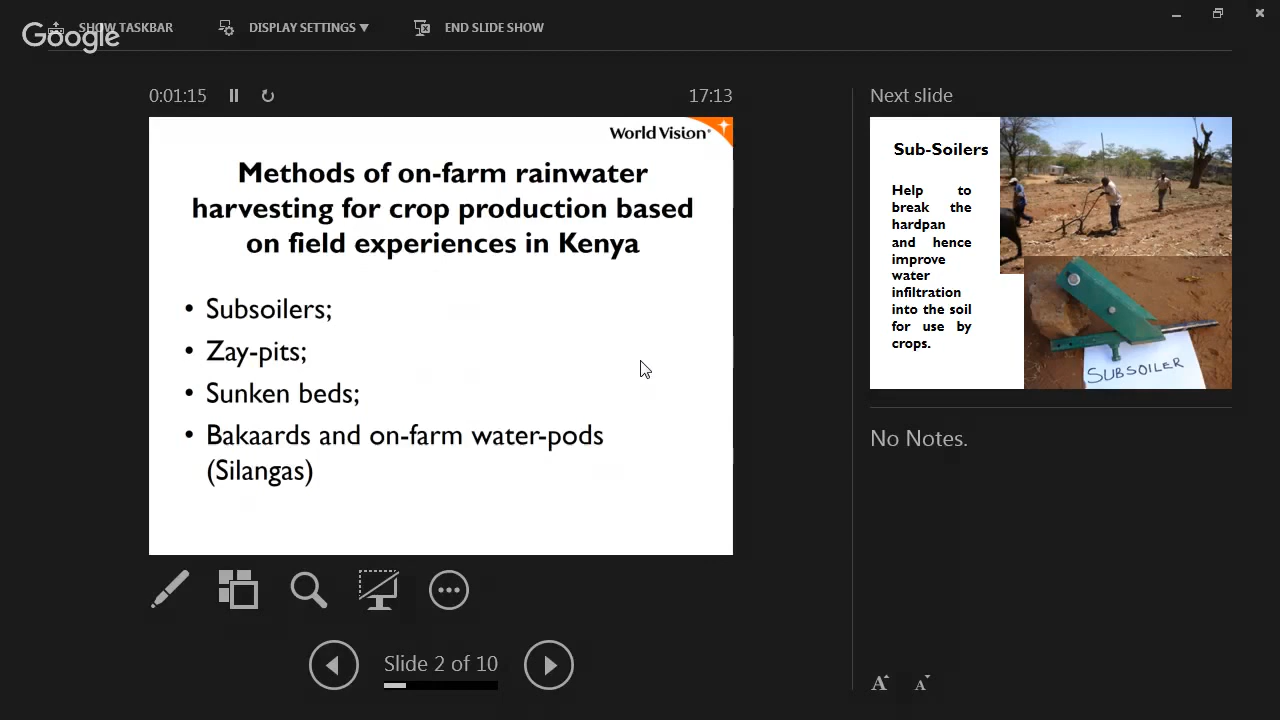 SHOW TASKBAR
DISPLAY SETTINGS
END SLIDE SHOW
Google
0:01:15
17:13
World Vision
Methods of on-farm rainwater
harvesting for crop production based
on field experiences in Kenya
• Subsoilers;
• Zay-pits;
• Sunken beds;
• Bakaards and on-farm water-pods
(Silangas)
Slide 2 of 10
Next slide
Sub-Soilers
Help to
break the
hardpan
and hence
improve
water
infiltration
into the soil
for use by
crops.
SUBSOILER
No Notes.
A
A